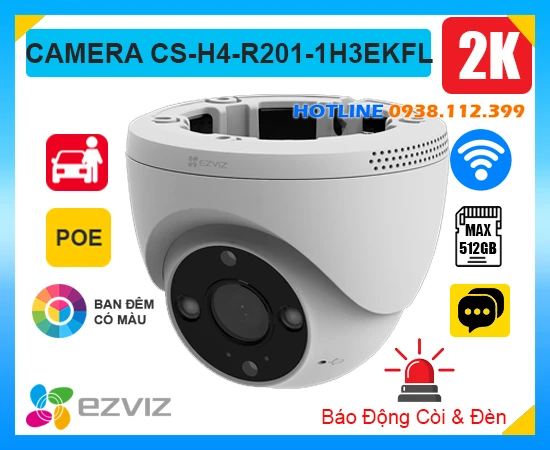 CAMERA CS-H4-R201-1H3EKFL
2K
HOTLINE 0938.112.399
EZVIZ
POE
MAX
512GB
BAN ĐÊM
CÓ MÀU
ezviz
Báo Động Còi & Đèn